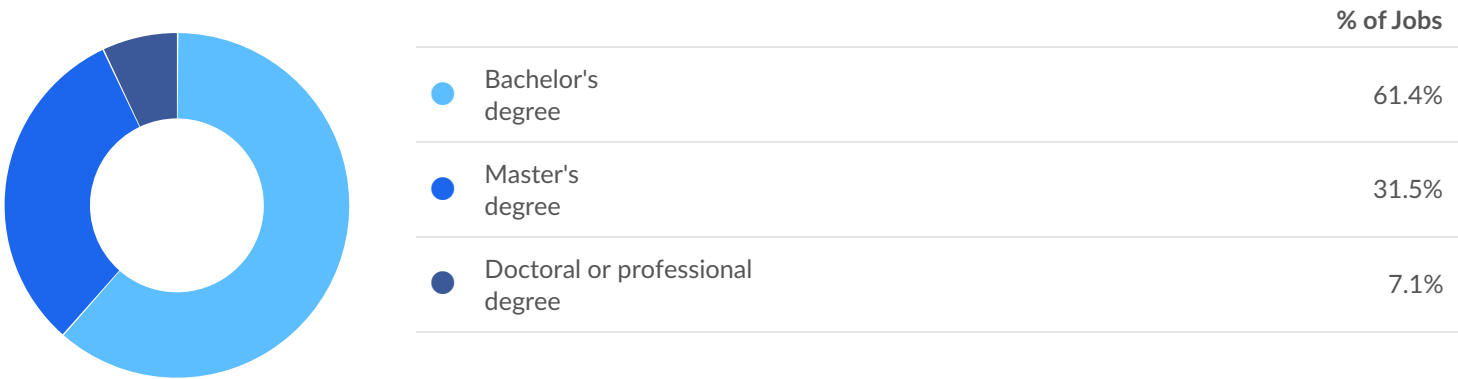 % of Jobs
Bachelor's
degree
61.4%
Master's
degree
31.5%
Doctoral or professional
degree
7.1%